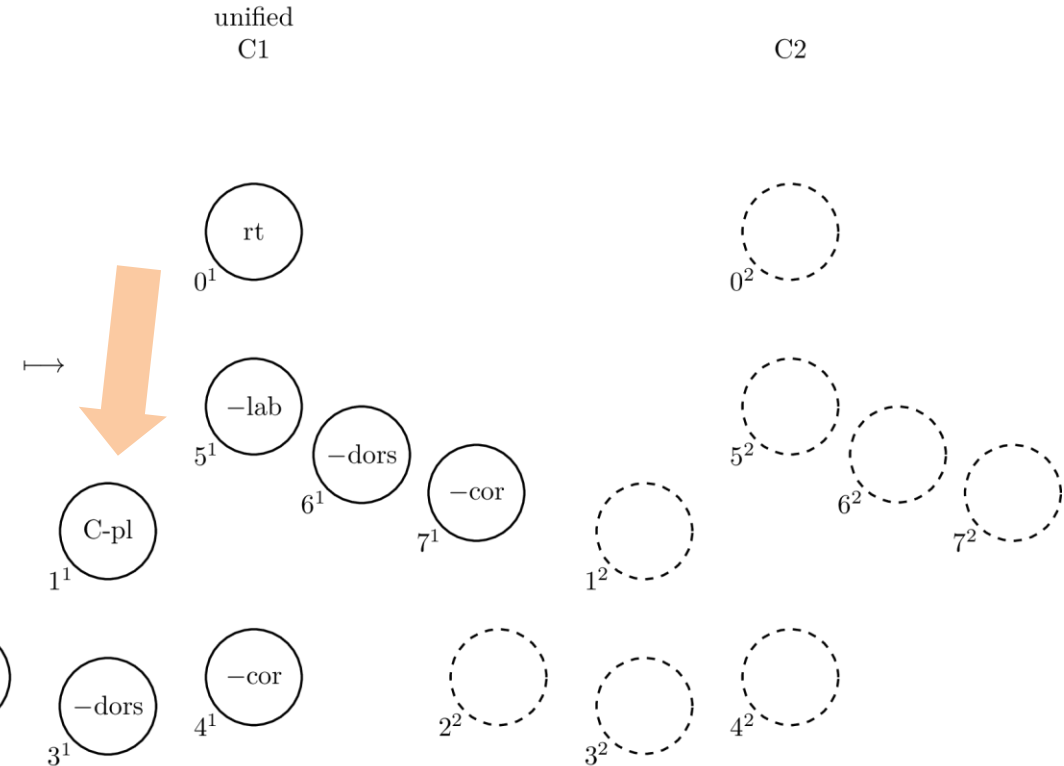 unified
C1
C2
rt
0¹
0²
⟼
−lab
5¹
5²
−dors
6¹
6²
−cor
7¹
7²
C-pl
1¹
1²
−cor
4¹
2²
4²
−dors
3¹
3²